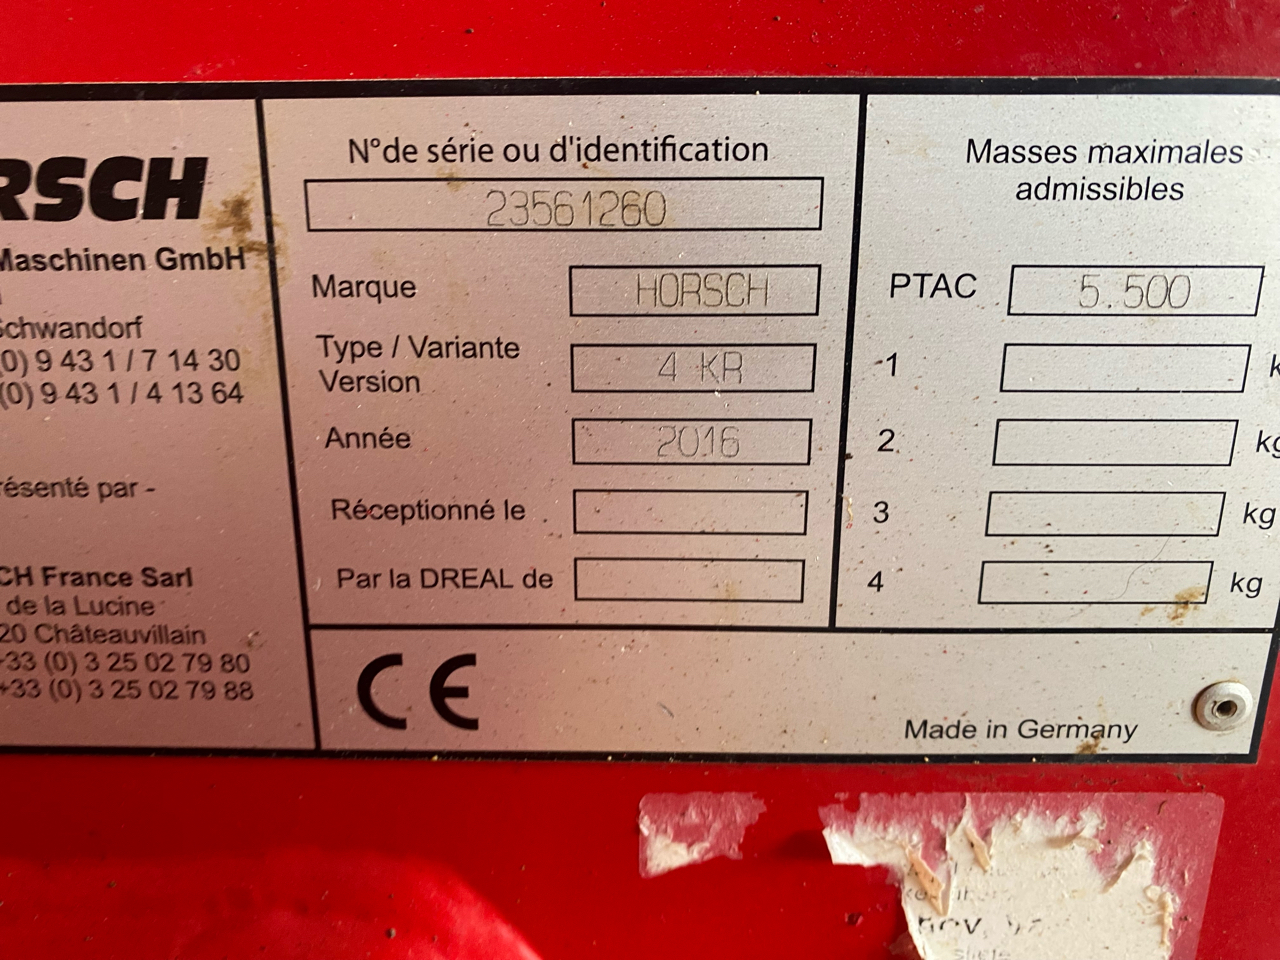 RSCH
Maschinen GmbH
Schwandorf
(0) 9 43 1 / 7 14 30
(0) 9 43 1 / 4 13 64
résenté par -
CH France Sarl
de la Lucine
20 Châteauvillain
+33 (0) 3 25 02 79 80
+33 (0) 3 25 02 79 88
N°de série ou d'identification
23561260
Marque HORSCH
Type / Variante
Version 4 KR
Année 2016
Réceptionné le
Par la DREAL de
CE
Masses maximales
admissibles
PTAC 5.500
1 k
2 kg
3 kg
4 kg
Made in Germany